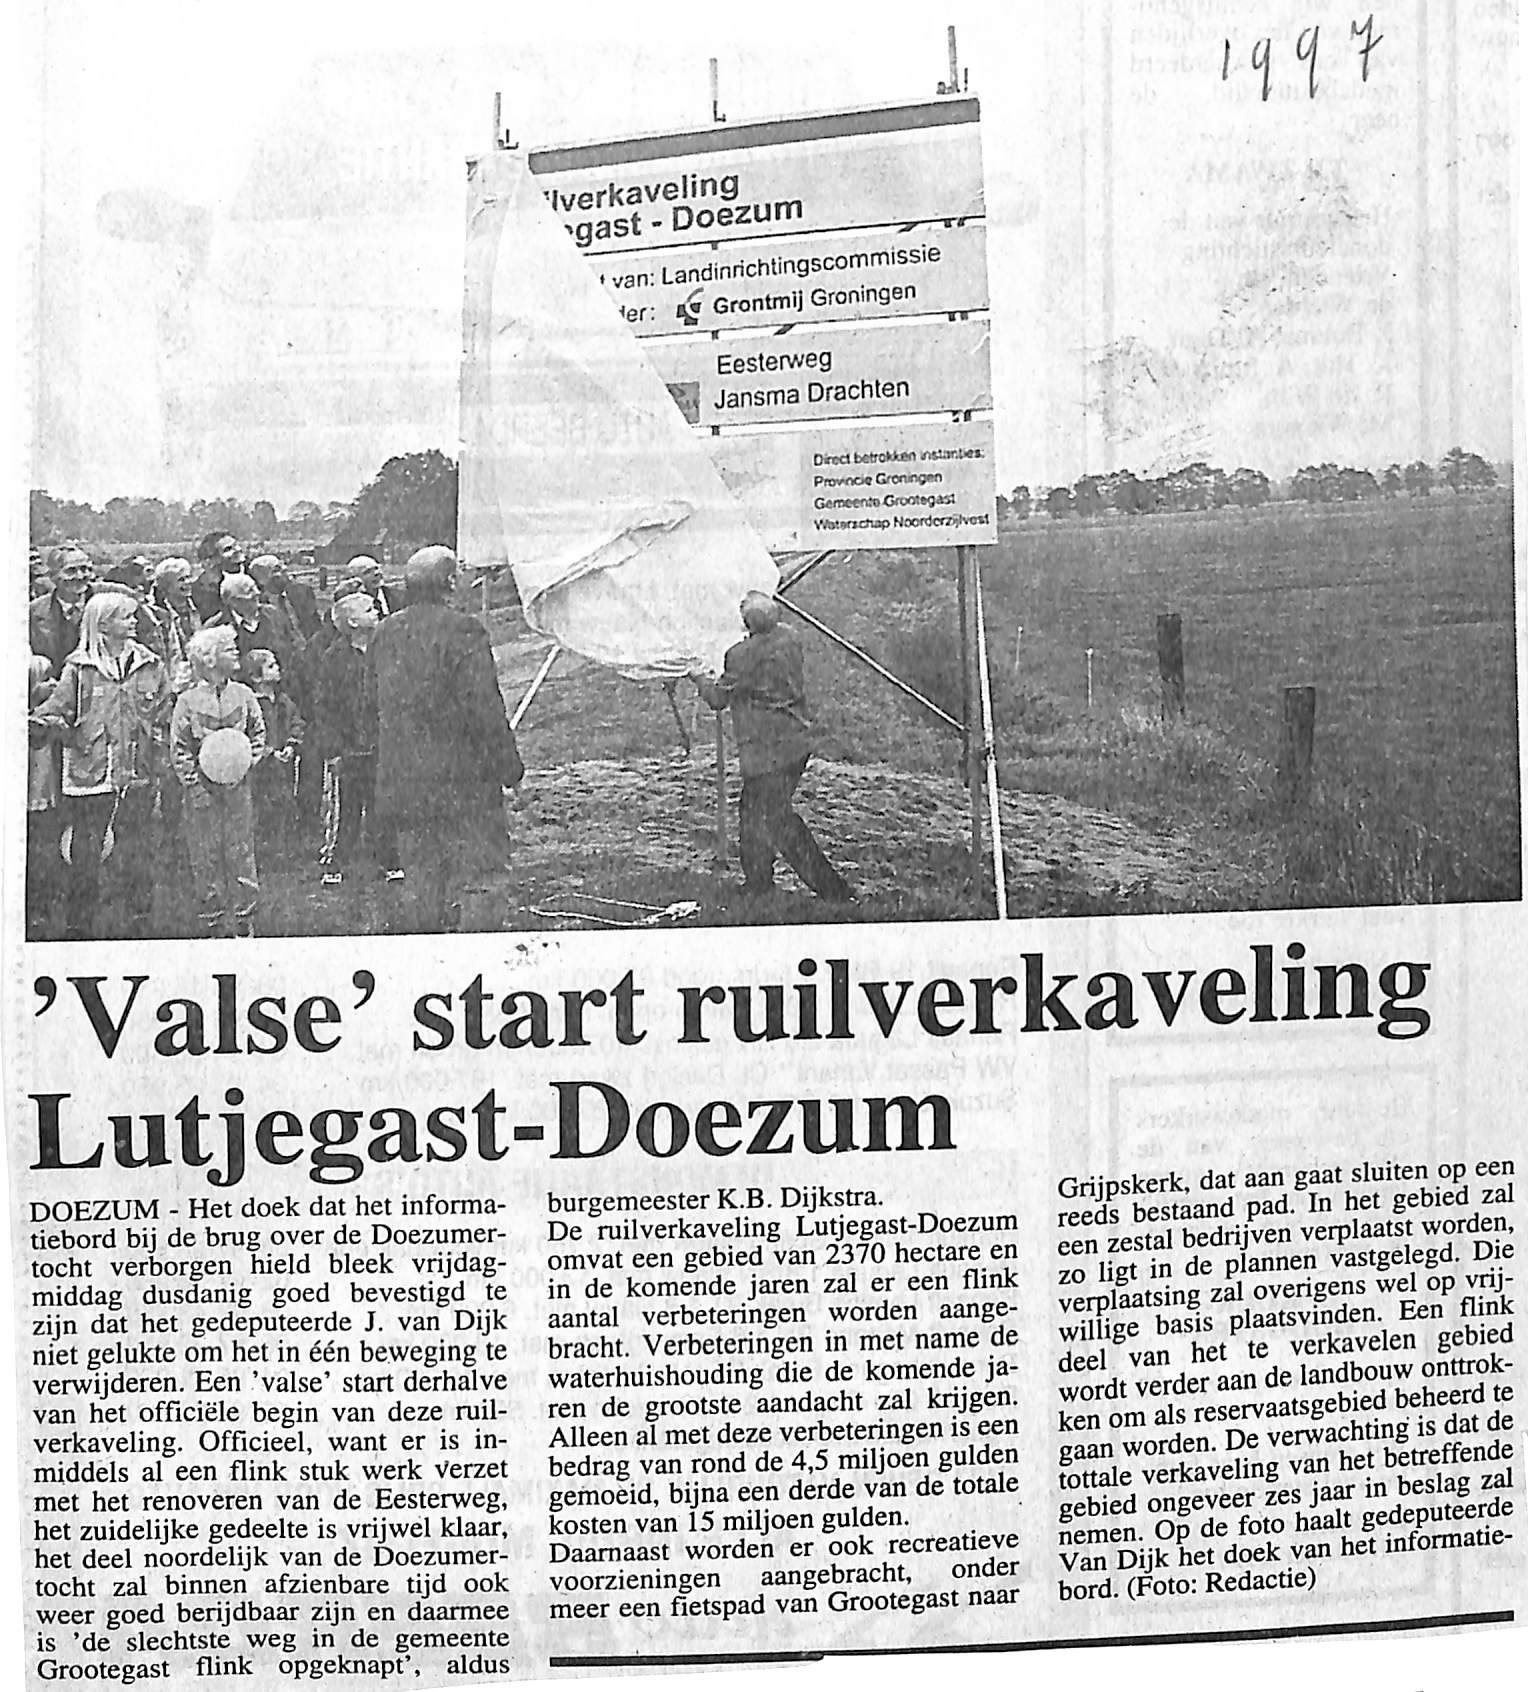 1997
ilverkaveling
egast - Doezum
t van: Landinrichtingscommissie
der: Grontmij Groningen
Eesterweg
Jansma Drachten
Direct betrokken instanties:
Provincie Groningen
Gemeente Grootegast
Waterschap Noorderzijlvest
'Valse' start ruilverkaveling
Lutjegast-Doezum
DOEZUM - Het doek dat het informa-
tiebord bij de brug over de Doezumer-
tocht verborgen hield bleek vrijdag-
middag dusdanig goed bevestigd te
zijn dat het gedeputeerde J. van Dijk
niet gelukte om het in één beweging te
verwijderen. Een 'valse' start derhalve
van het officiële begin van deze ruil-
verkaveling. Officieel, want er is in-
middels al een flink stuk werk verzet
met het renoveren van de Eesterweg,
het zuidelijke gedeelte is vrijwel klaar,
het deel noordelijk van de Doezumer-
tocht zal binnen afzienbare tijd ook
weer goed berijdbaar zijn en daarmee
is 'de slechtste weg in de gemeente
Grootegast flink opgeknapt', aldus
burgemeester K.B. Dijkstra.
De ruilverkaveling Lutjegast-Doezum
omvat een gebied van 2370 hectare en
in de komende jaren zal er een flink
aantal verbeteringen worden aange-
bracht. Verbeteringen in met name de
waterhuishouding die de komende ja-
ren de grootste aandacht zal krijgen.
Alleen al met deze verbeteringen is een
bedrag van rond de 4,5 miljoen gulden
gemoeid, bijna een derde van de totale
kosten van 15 miljoen gulden.
Daarnaast worden er ook recreatieve
voorzieningen aangebracht, onder
meer een fietspad van Grootegast naar
Grijpskerk, dat aan gaat sluiten op een
reeds bestaand pad. In het gebied zal
een zestal bedrijven verplaatst worden,
zo ligt in de plannen vastgelegd. Die
verplaatsing zal overigens wel op vrij-
willige basis plaatsvinden. Een flink
deel van het te verkavelen gebied
wordt verder aan de landbouw onttrok-
ken om als reservaatsgebied beheerd te
gaan worden. De verwachting is dat de
tottale verkaveling van het betreffende
gebied ongeveer zes jaar in beslag zal
nemen. Op de foto haalt gedeputeerde
Van Dijk het doek van het informatie-
bord. (Foto: Redactie)